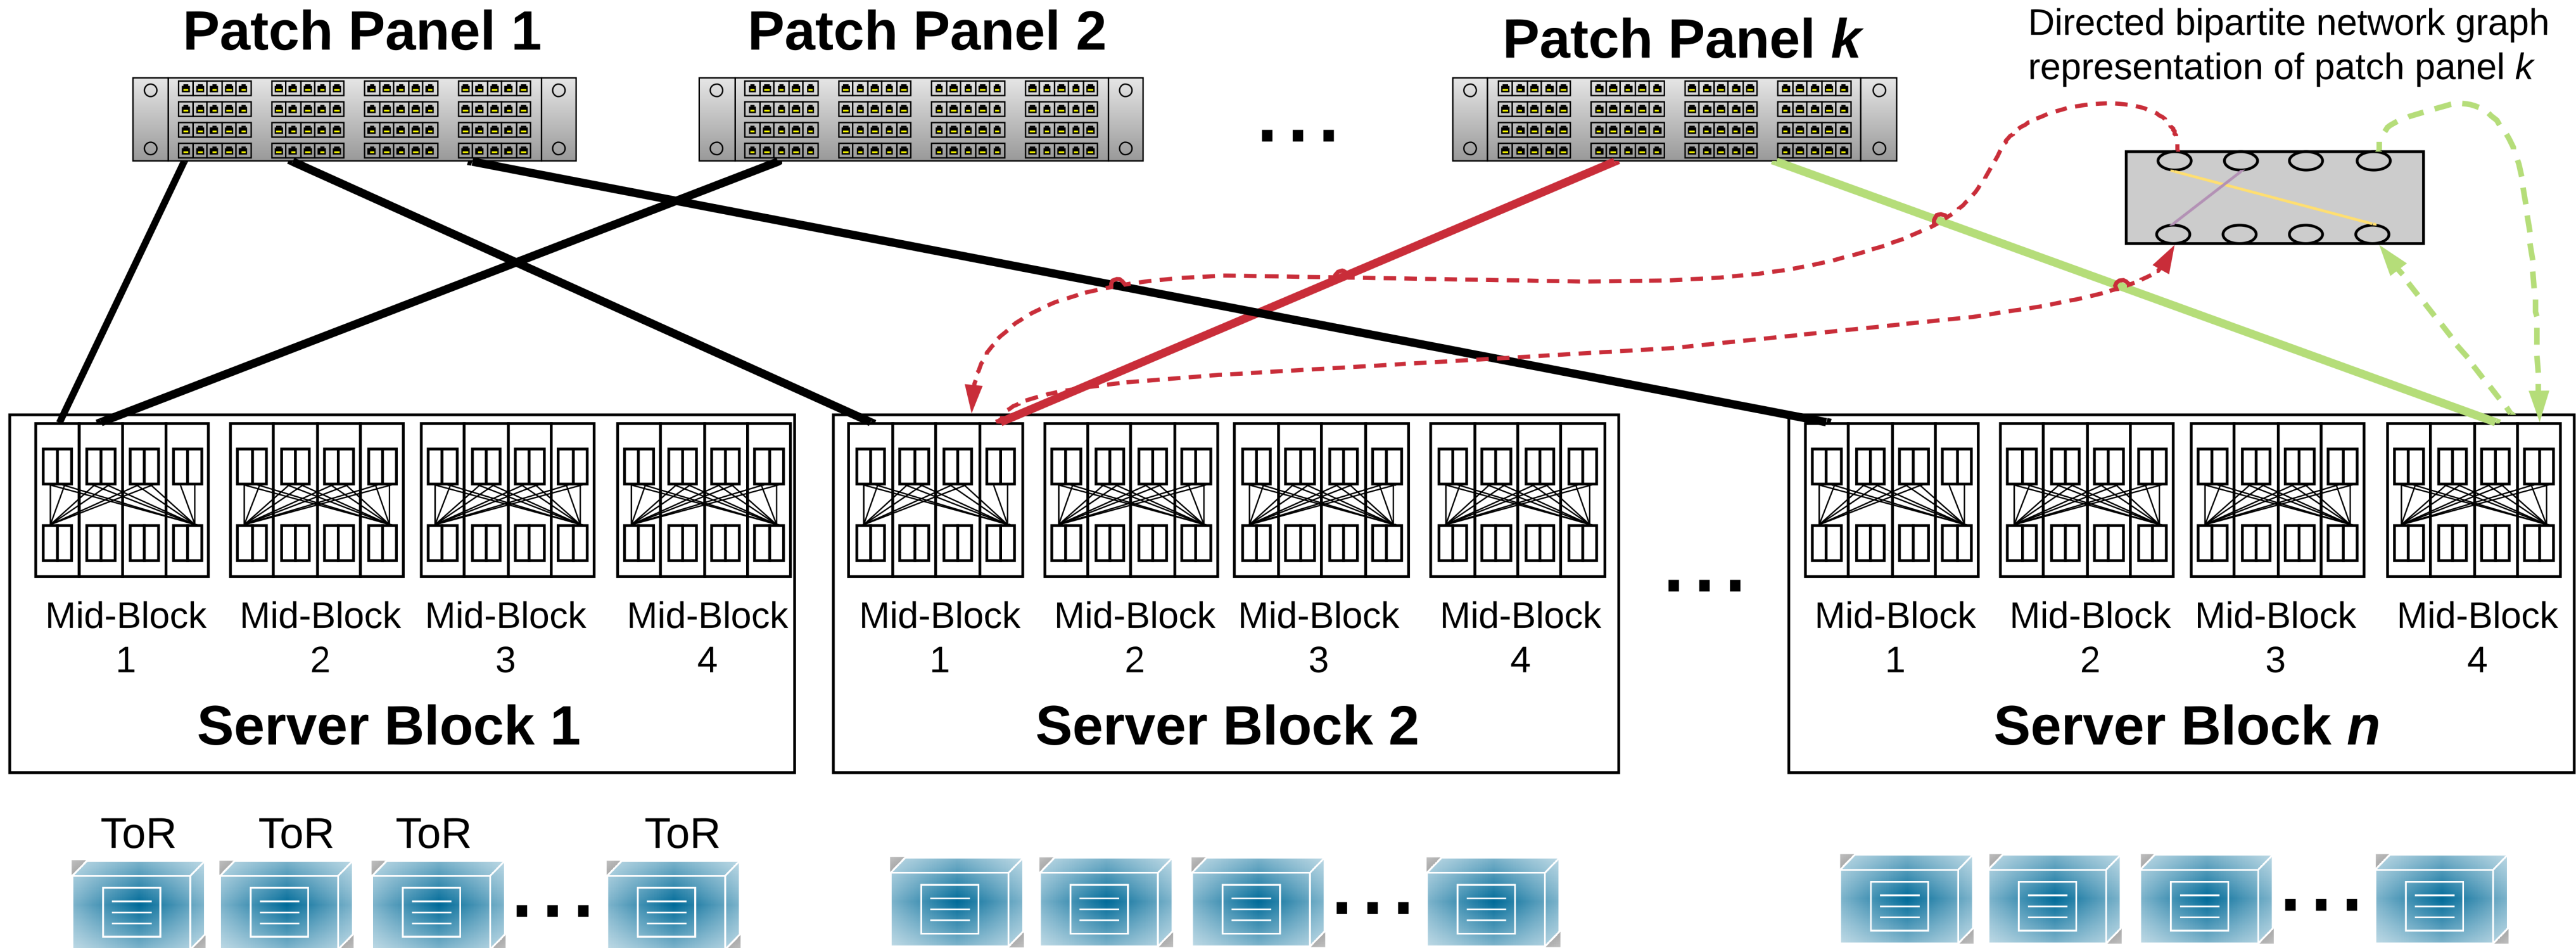 Patch Panel 1
Patch Panel 2
...
Patch Panel k
Directed bipartite network graph
representation of patch panel k
Mid-Block
1
Mid-Block
2
Mid-Block
3
Mid-Block
4
Server Block 1
Mid-Block
1
Mid-Block
2
Mid-Block
3
Mid-Block
4
Server Block 2
...
Mid-Block
1
Mid-Block
2
Mid-Block
3
Mid-Block
4
Server Block n
ToR
ToR
ToR
ToR
...
...
...